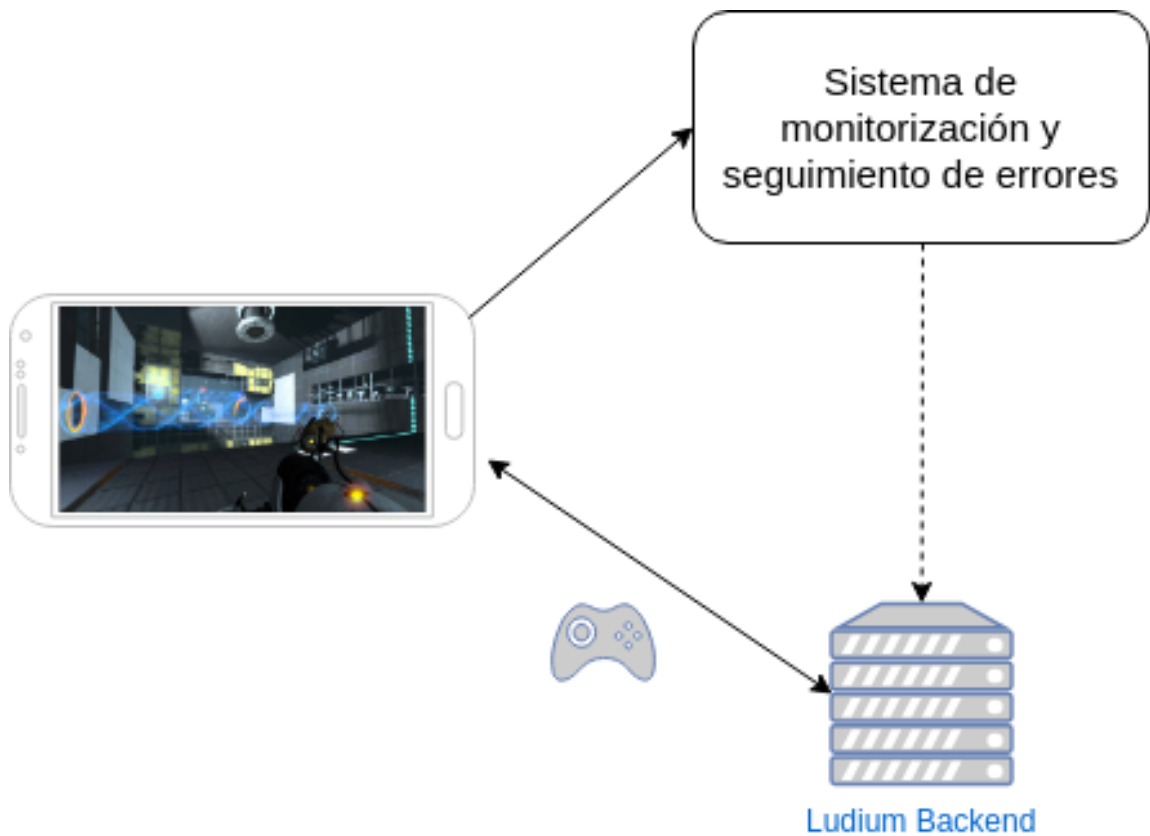 Sistema de
monitorización y
seguimiento de errores
Ludium Backend